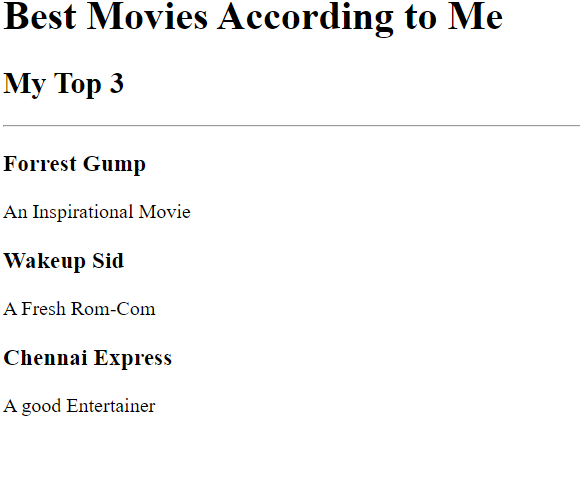 Best Movies According to Me
My Top 3
Forrest Gump
An Inspirational Movie
Wakeup Sid
A Fresh Rom-Com
Chennai Express
A good Entertainer